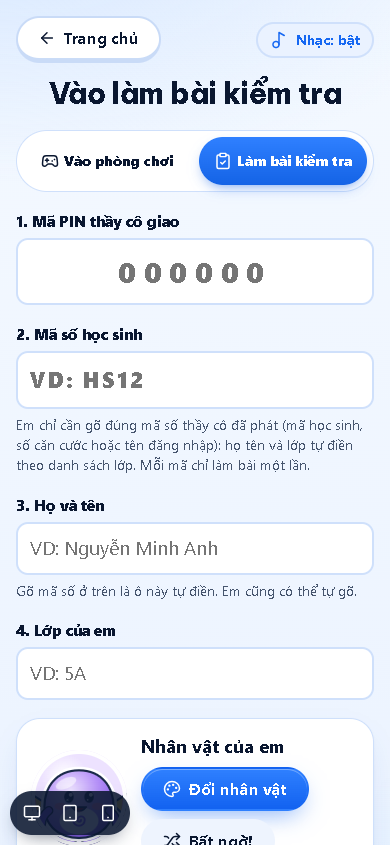 Trang chủ
Nhạc: bật
Vào làm bài kiểm tra
Vào phòng chơi
Làm bài kiểm tra
1. Mã PIN thầy cô giao
000000
2. Mã số học sinh
VD: HS12
Em chỉ cần gõ đúng mã số thầy cô đã phát (mã học sinh,
số căn cước hoặc tên đăng nhập): họ tên và lớp tự điền
theo danh sách lớp. Mỗi mã chỉ làm bài một lần.
3. Họ và tên
VD: Nguyễn Minh Anh
Gõ mã số ở trên là ô này tự điền. Em cũng có thể tự gõ.
4. Lớp của em
VD: 5A
Nhân vật của em
Đổi nhân vật
Bất ngờ!